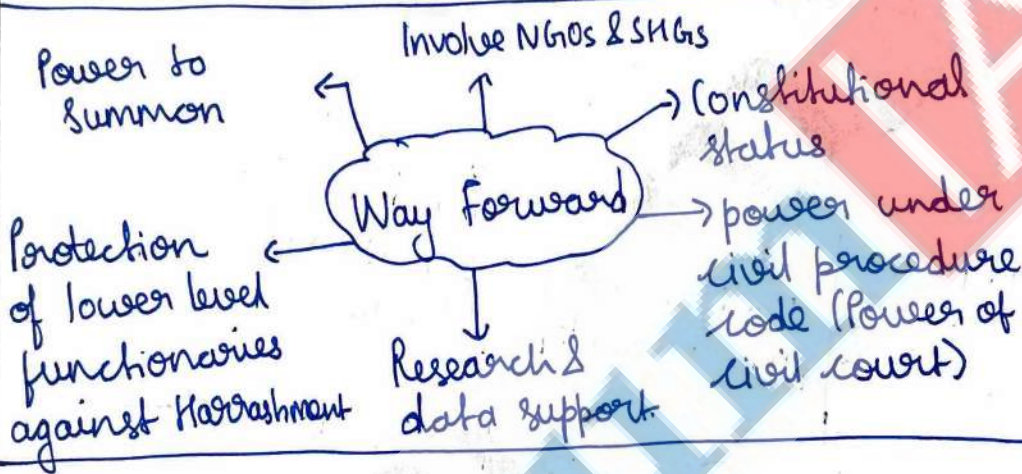 Power to
Summon
Involve NGOs & SHGs
Constitutional
status
Way Forward
power under
civil procedure
code (Power of
civil court)
Protection
of lower level
functionaries
against Harrashment
Research &
data support.